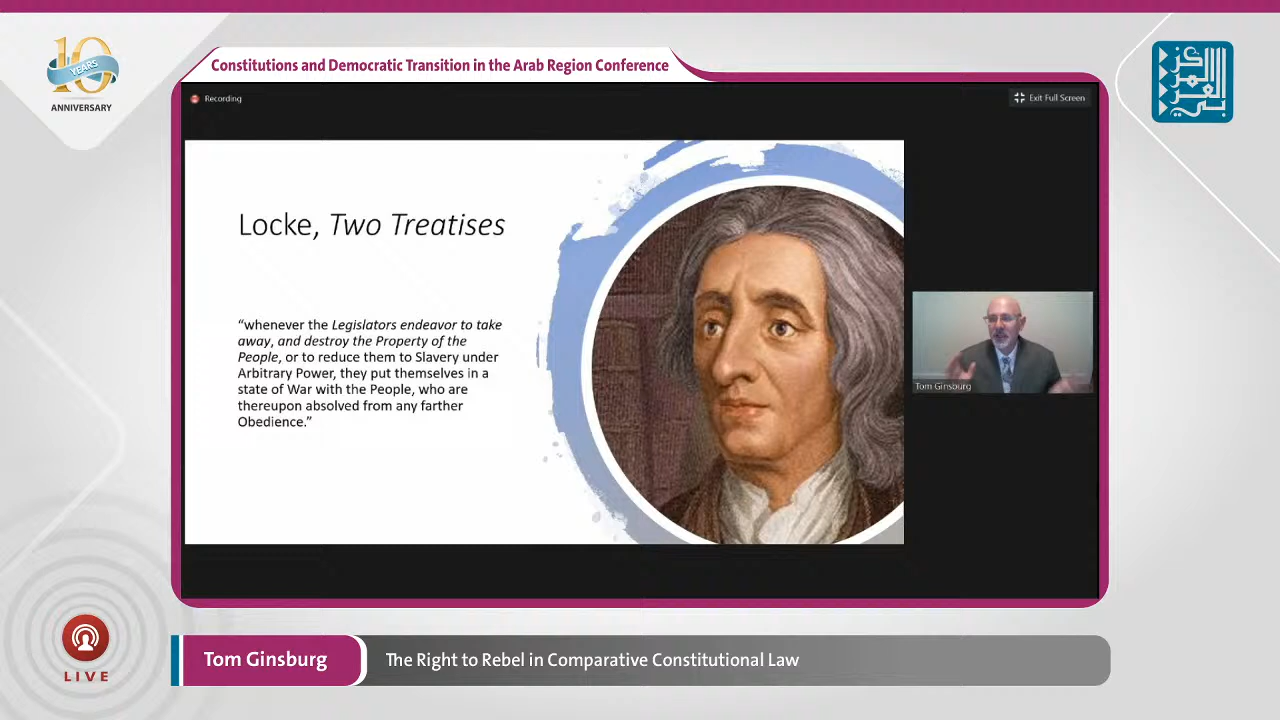 10
YEARS
ANNIVERSARY
Constitutions and Democratic Transition in the Arab Region Conference
المركز
العربي
Recording
Exit Full Screen
Locke, Two Treatises
“whenever the Legislators endeavor to take
away, and destroy the Property of the
People, or to reduce them to Slavery under
Arbitrary Power, they put themselves in a
state of War with the People, who are
thereupon absolved from any farther
Obedience.”
Tom Ginsburg
LIVE
Tom Ginsburg
The Right to Rebel in Comparative Constitutional Law